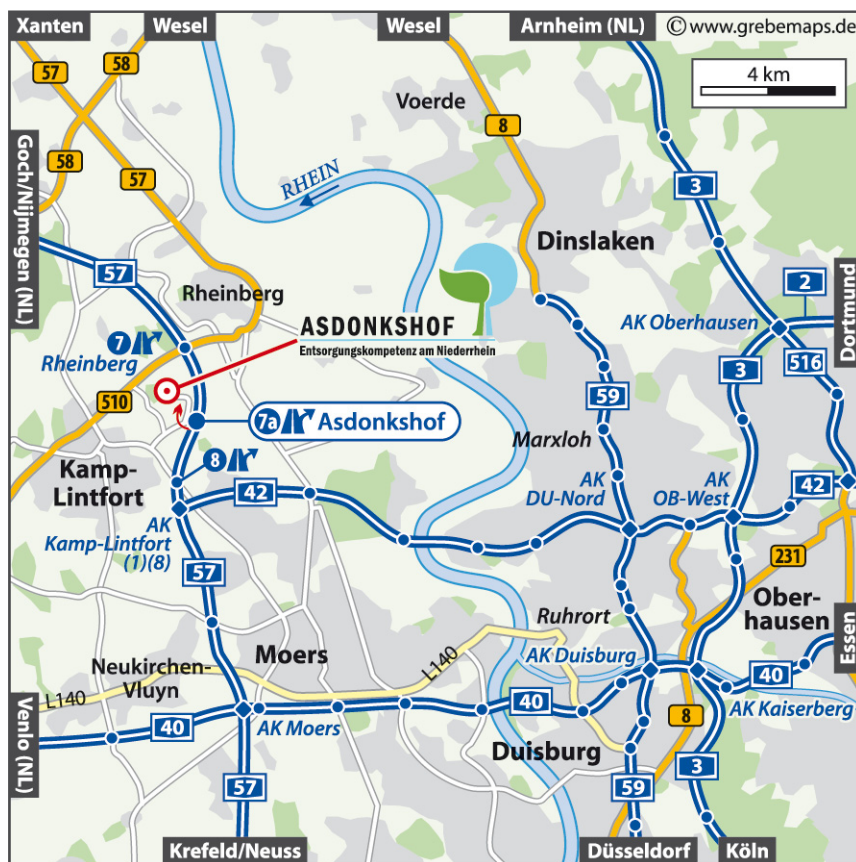 Xanten
Wesel
Wesel
Arnheim (NL)
© www.grebemaps.de
4 km
57
58
Voerde
8
58
57
Goch/Nijmegen (NL)
RHEIN
3
Dinslaken
57
Rheinberg
2
Dortmund
AK Oberhausen
ASDONKSHOF
Entsorgungskompetenz am Niederrhein
7
Rheinberg
3
516
510
59
7a Asdonkshof
Marxloh
8
Kamp-
Lintfort
42
AK
DU-Nord
AK
OB-West
42
AK
Kamp-Lintfort
(1)(8)
231
57
Ober-
hausen
Ruhrort
Essen
Moers
AK Duisburg
Neukirchen-
Vluyn
L140
L140
40
40
40
AK Kaiserberg
Venlo (NL)
AK Moers
8
Duisburg
57
59
3
Krefeld/Neuss
Düsseldorf
Köln